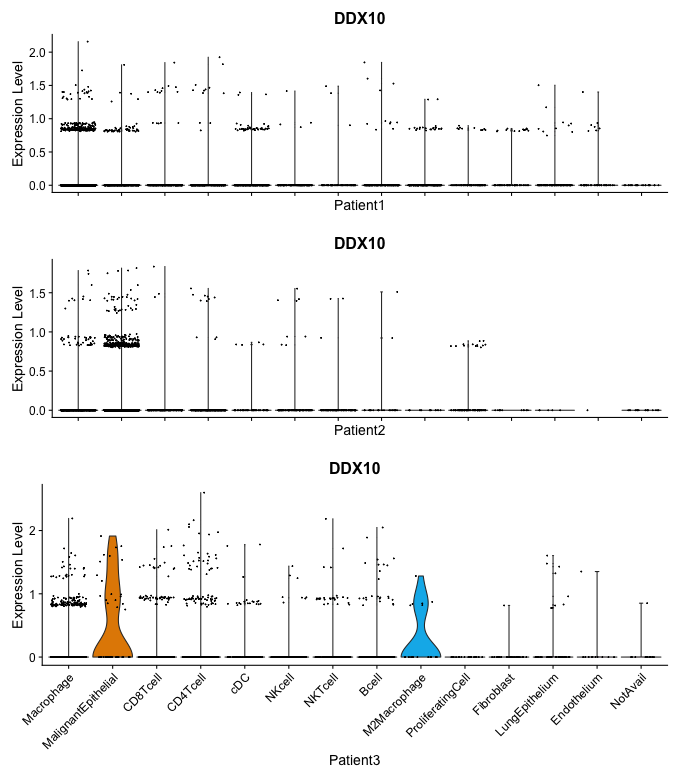 DDX10
Expression Level
2.0
1.5
1.0
0.5
0.0
Patient1
DDX10
Expression Level
1.5
1.0
0.5
0.0
Patient2
DDX10
Expression Level
2
1
0
Macrophage
MalignantEpithelial
CD8Tcell
CD4Tcell
cDC
NKcell
NKTcell
Bcell
M2Macrophage
ProliferatingCell
Fibroblast
LungEpithelium
Endothelium
NotAvail
Patient3